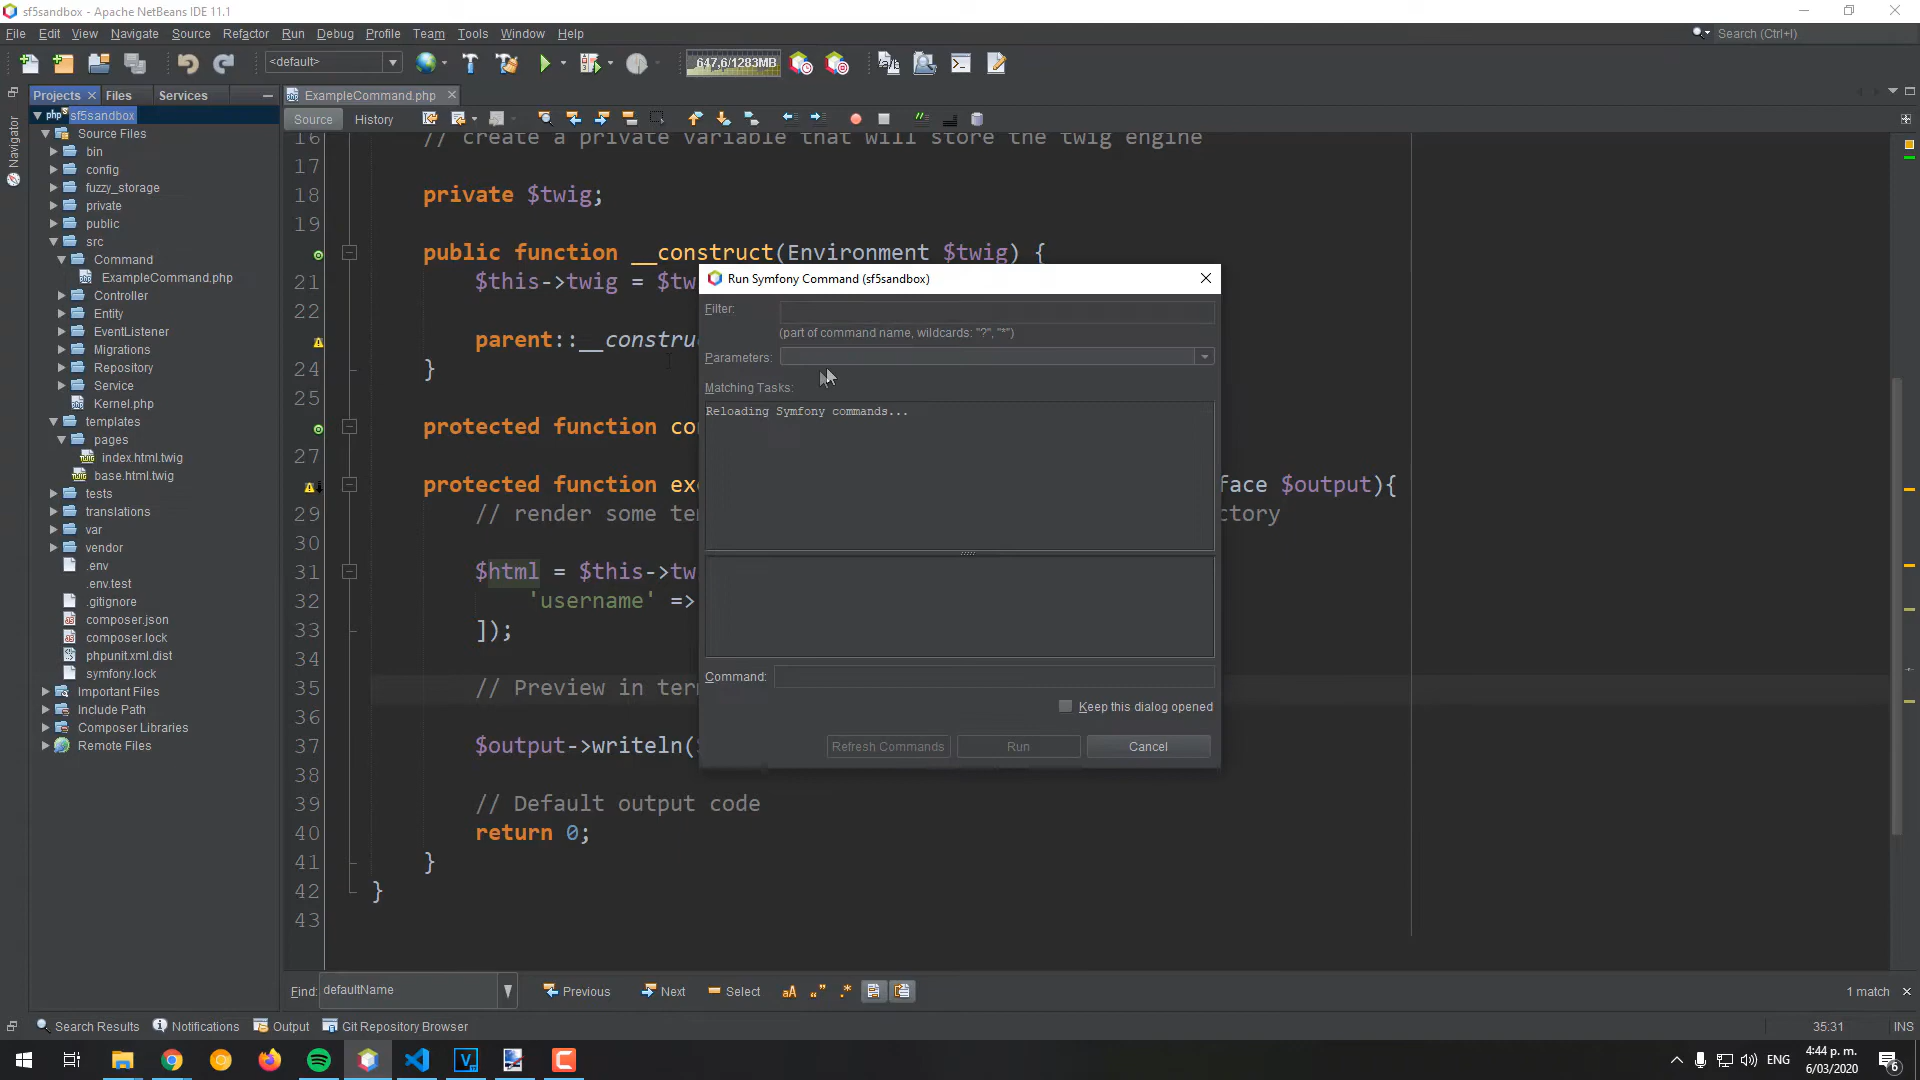 sf5sandbox - Apache NetBeans IDE 11.1
File Edit View Navigate Source Refactor Run Debug Profile Team Tools Window Help
Search (Ctrl+I)
<default>
647,6/1283MB
Projects Files Services
ExampleCommand.php
Source History
Navigator
php sf5sandbox
Source Files
bin
config
fuzzy_storage
private
public
src
Command
ExampleCommand.php
Controller
Entity
EventListener
Migrations
Repository
Service
Kernel.php
templates
pages
index.html.twig
base.html.twig
tests
translations
var
vendor
.env
.env.test
.gitignore
composer.json
composer.lock
phpunit.xml.dist
symfony.lock
Important Files
Include Path
Composer Libraries
Remote Files
16 // create a private variable that will store the twig engine
17
18 private $twig;
19
public function __construct(Environment $twig) {
21 $this->twig = $tw
22
parent::__construc
24 }
25
protected function co
27
protected function exe
face $output){
29 // render some te
ctory
30
31 $html = $this->tw
32 'username' =>
33 ]);
34
35 // Preview in ter
36
37 $output->writeln(
38
39 // Default output code
40 return 0;
41 }
42 }
43
Run Symfony Command (sf5sandbox)
Filter:
(part of command name, wildcards: "?", "*")
Parameters:
Matching Tasks:
Reloading Symfony commands...
Command:
Keep this dialog opened
Refresh Commands Run Cancel
Find: defaultName Previous Next Select aA 1 match
Search Results Notifications Output Git Repository Browser
35:31 INS
ENG
4:44 p. m.
6/03/2020
6